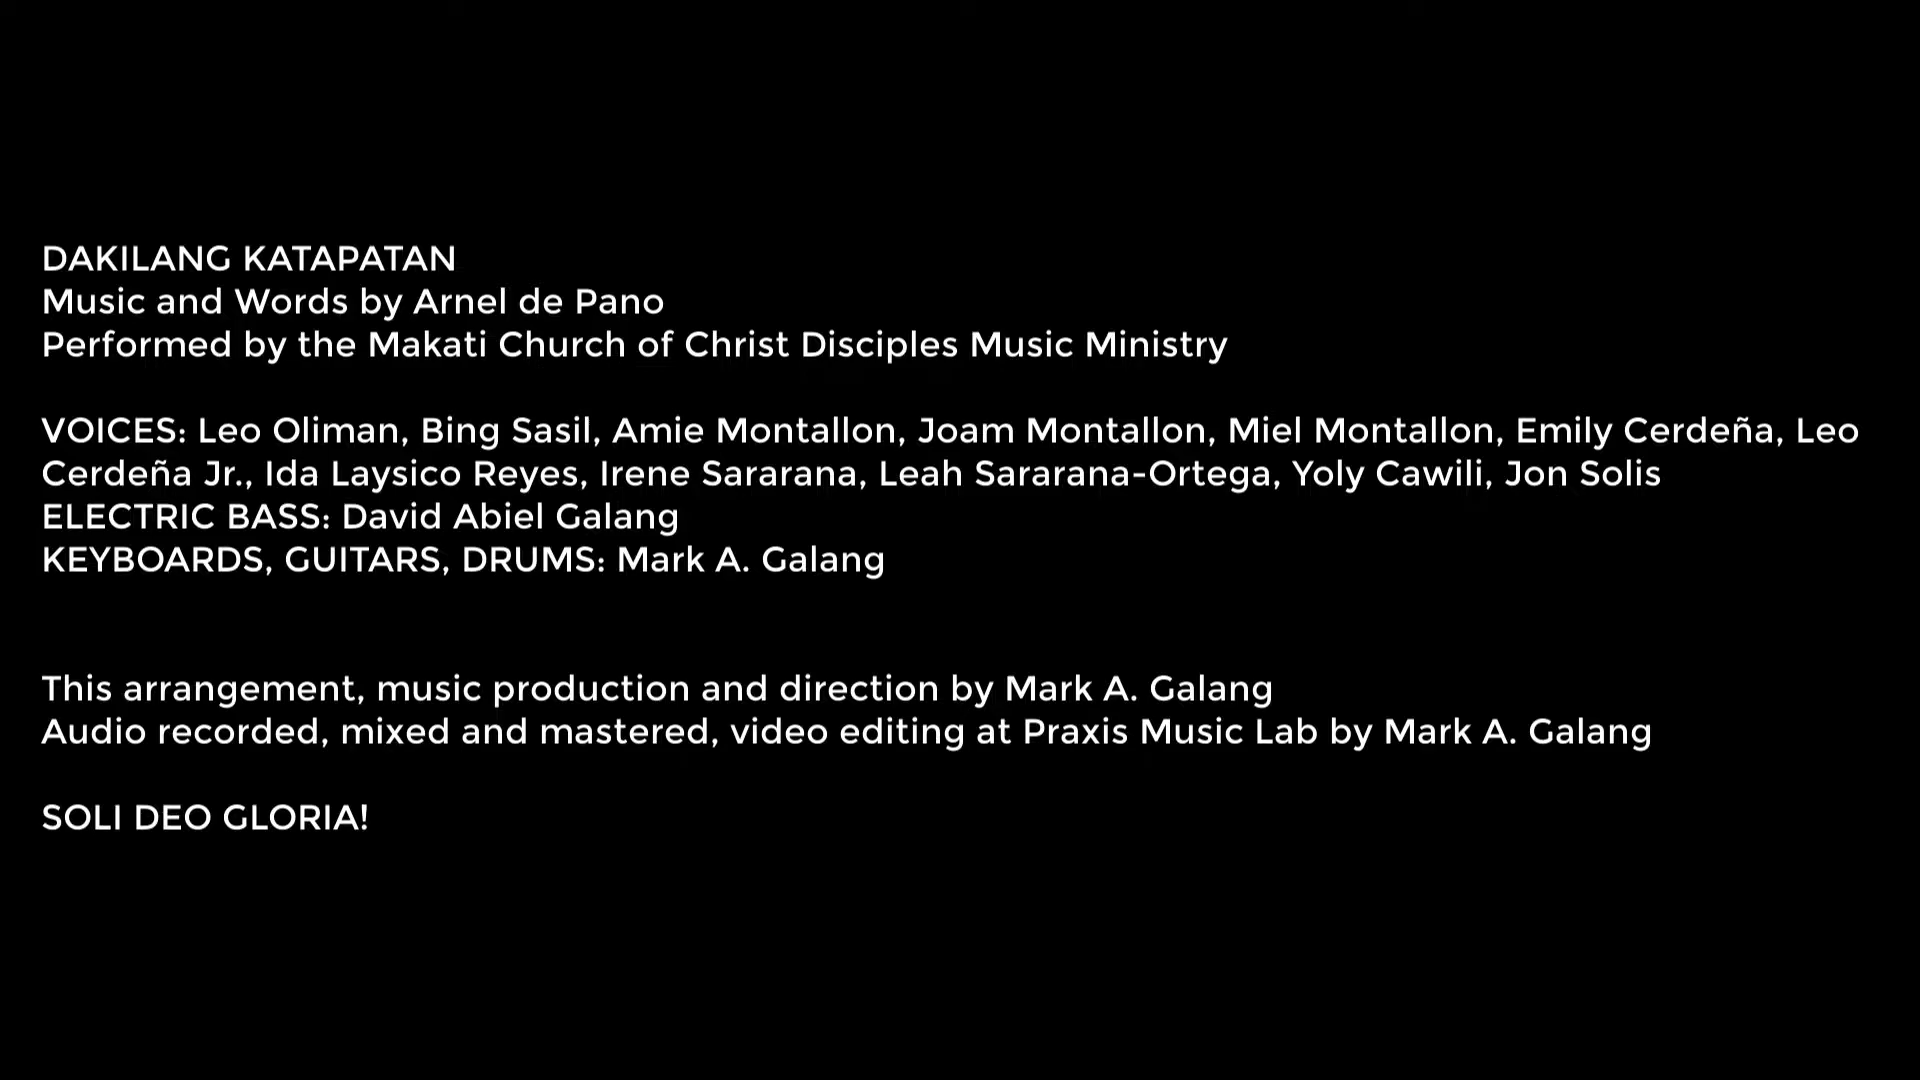 DAKILANG KATAPATAN
Music and Words by Arnel de Pano
Performed by the Makati Church of Christ Disciples Music Ministry
VOICES: Leo Oliman, Bing Sasil, Amie Montallon, Joam Montallon, Miel Montallon, Emily Cerdeña, Leo
Cerdeña Jr., Ida Laysico Reyes, Irene Sararana, Leah Sararana-Ortega, Yoly Cawili, Jon Solis
ELECTRIC BASS: David Abiel Galang
KEYBOARDS, GUITARS, DRUMS: Mark A. Galang
This arrangement, music production and direction by Mark A. Galang
Audio recorded, mixed and mastered, video editing at Praxis Music Lab by Mark A. Galang
SOLI DEO GLORIA!